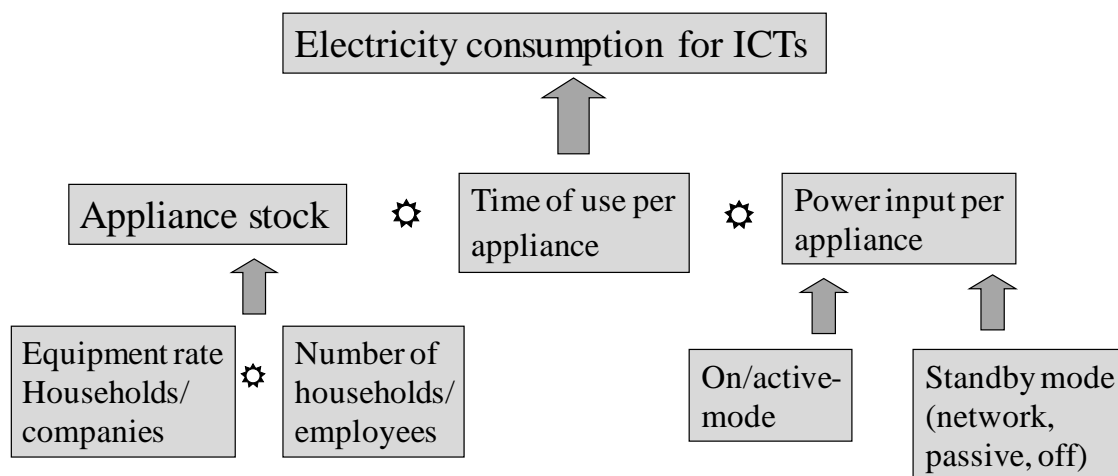 Electricity consumption for ICTs
Appliance stock
Time of use per
appliance
Power input per
appliance
Equipment rate
Households/
companies
Number of
households/
employees
On/active-
mode
Standby mode
(network,
passive, off)